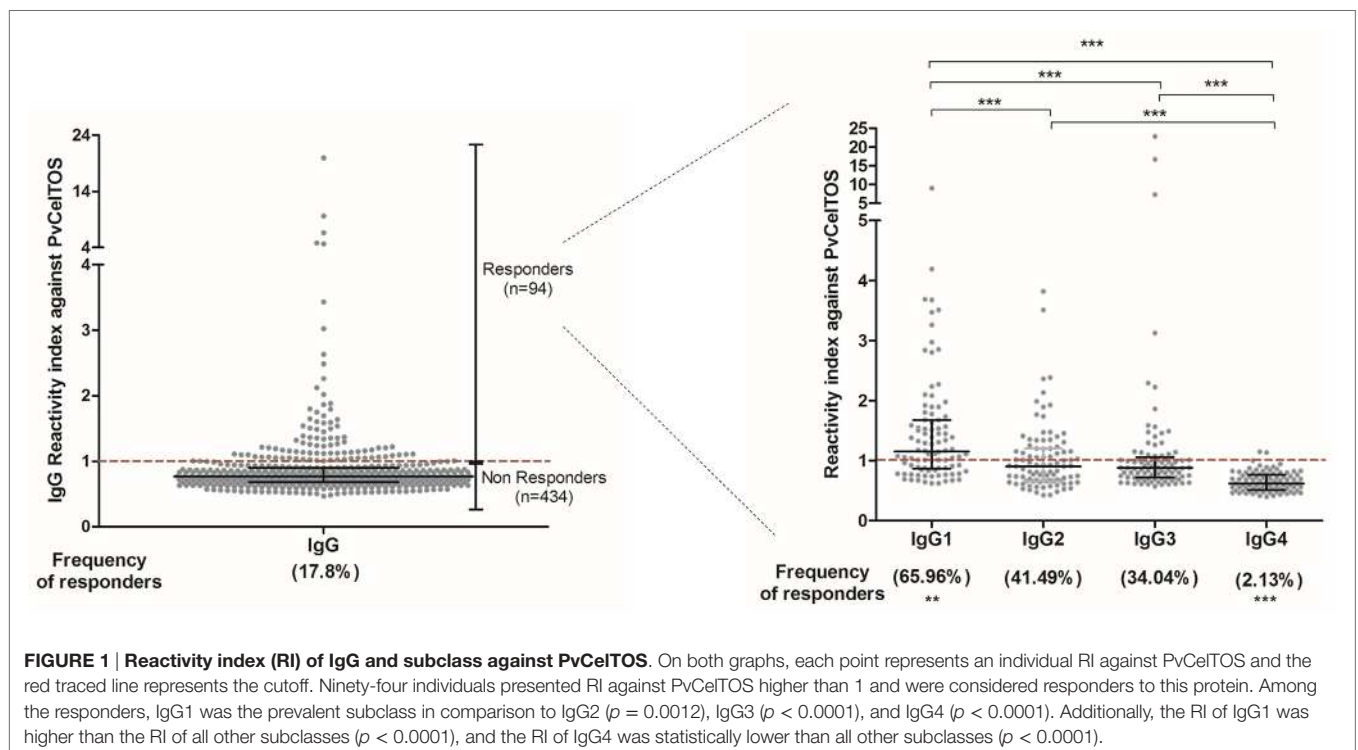 IgG Reactivity index against PvCelTOS
24
14
4
4
3
2
1
0
Responders
(n=94)
Non Responders
(n=434)
IgG
Frequency
of responders
(17.8%)
***
***
***
***
***
Reactivity index against PvCelTOS
25
20
15
10
5
5
4
3
2
1
0
IgG1 IgG2 IgG3 IgG4
Frequency
of responders
(65.96%) (41.49%) (34.04%) (2.13%)
** ***
FIGURE 1 | Reactivity index (RI) of IgG and subclass against PvCelTOS. On both graphs, each point represents an individual RI against PvCelTOS and the
red traced line represents the cutoff. Ninety-four individuals presented RI against PvCelTOS higher than 1 and were considered responders to this protein. Among
the responders, IgG1 was the prevalent subclass in comparison to IgG2 (p = 0.0012), IgG3 (p < 0.0001), and IgG4 (p < 0.0001). Additionally, the RI of IgG1 was
higher than the RI of all other subclasses (p < 0.0001), and the RI of IgG4 was statistically lower than all other subclasses (p < 0.0001).